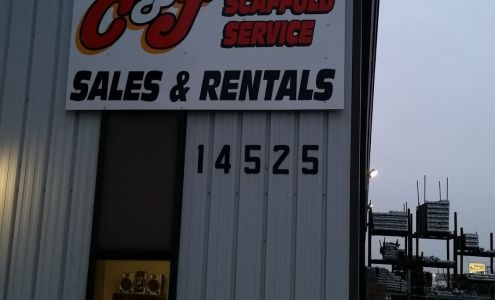 C&J SCAFFOLD
SERVICE
SALES & RENTALS
14525